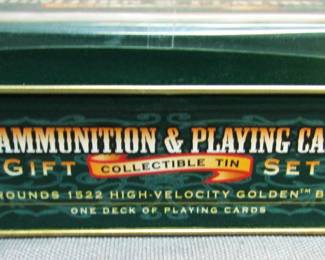 AMMUNITION & PLAYING CA
GIFT COLLECTIBLE TIN SET
ROUNDS 1522 HIGH-VELOCITY GOLDEN™ B
ONE DECK OF PLAYING CARDS